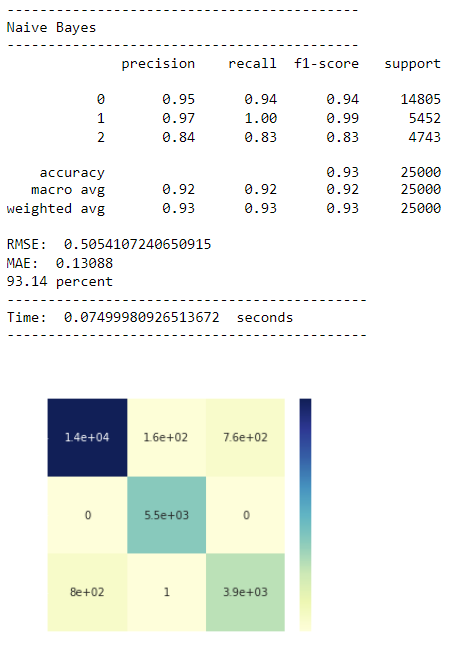 -------------------------------------------
Naive Bayes
-------------------------------------------
precision recall f1-score support
0 0.95 0.94 0.94 14805
1 0.97 1.00 0.99 5452
2 0.84 0.83 0.83 4743
accuracy 0.93 25000
macro avg 0.92 0.92 0.92 25000
weighted avg 0.93 0.93 0.93 25000
RMSE: 0.5054107240650915
MAE: 0.13088
93.14 percent
--------------------------------------------
Time: 0.07499980926513672 seconds
--------------------------------------------
1.4e+04 1.6e+02 7.6e+02
0 5.5e+03 0
8e+02 1 3.9e+03